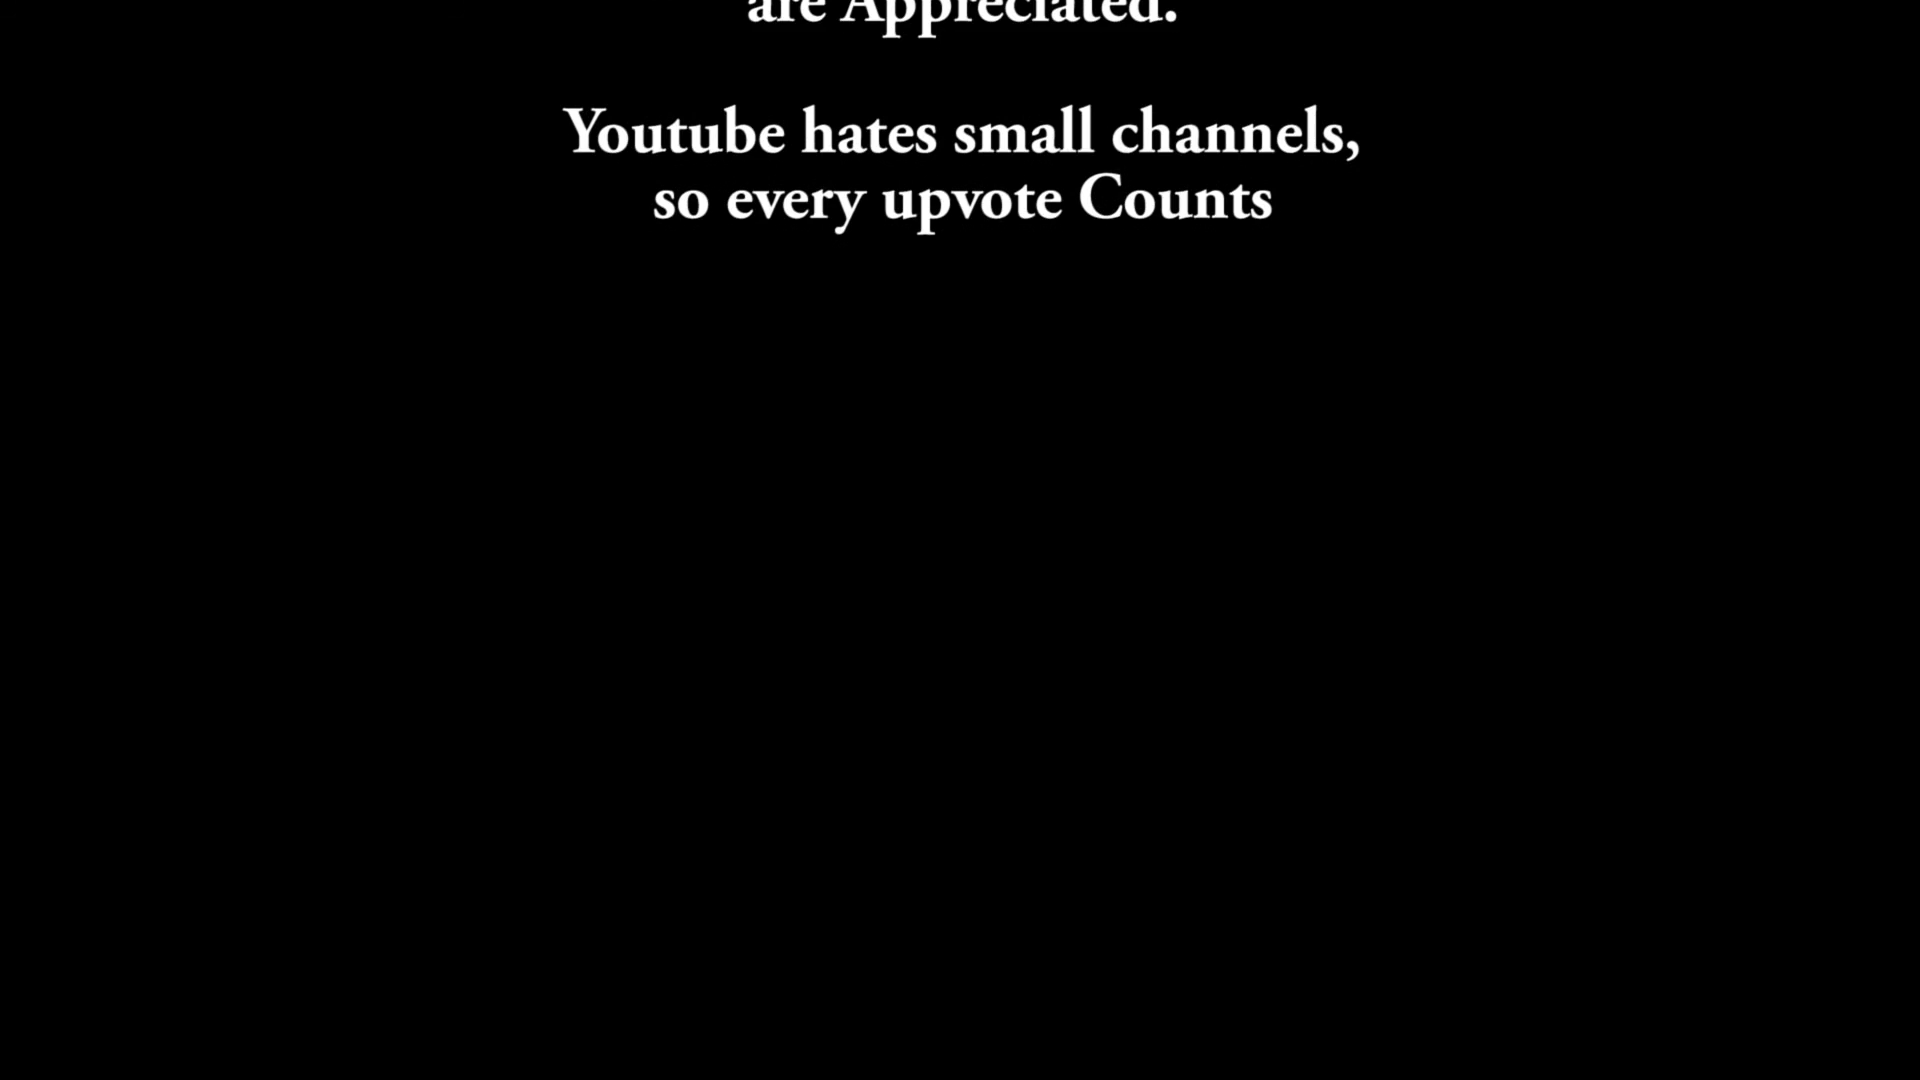 are Appreciated.
Youtube hates small channels,
so every upvote Counts